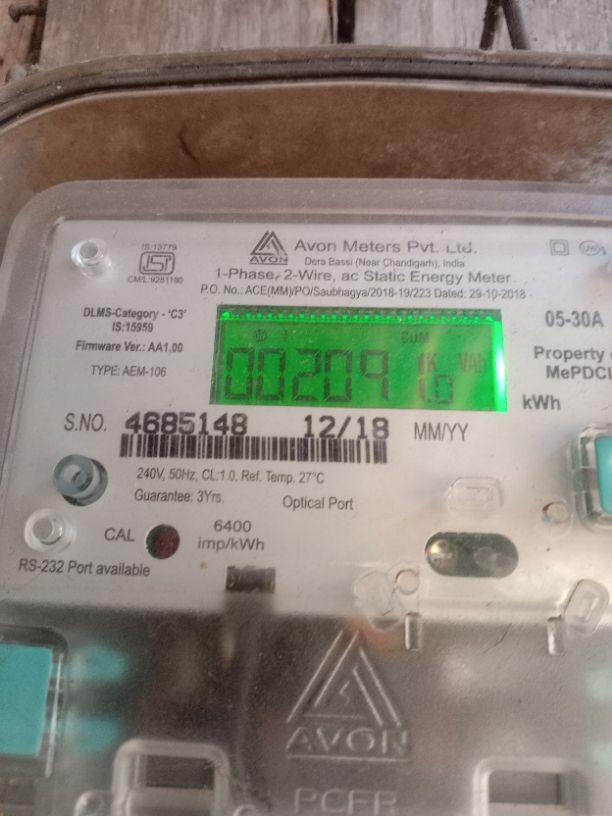 IS:13779
CM/L:9281180
AVON
Avon Meters Pvt. Ltd.
Dera Bassi (Near Chandigarh), India
1-Phase, 2-Wire, ac Static Energy Meter
P.O. No.: ACE(MM)/PO/Saubhagya/2018-19/223 Dated: 29-10-2018
DLMS-Category - 'C3'
IS:15959
Firmware Ver.: AA1.00
TYPE: AEM-106
CUM
002091
K VAh
05-30A
Property
MePDCL
kWh
S.NO. 4685148 12/18 MM/YY
240V, 50Hz, CL:1.0, Ref. Temp. 27°C
Guarantee: 3Yrs.
Optical Port
CAL
6400
imp/kWh
RS-232 Port available
AVON